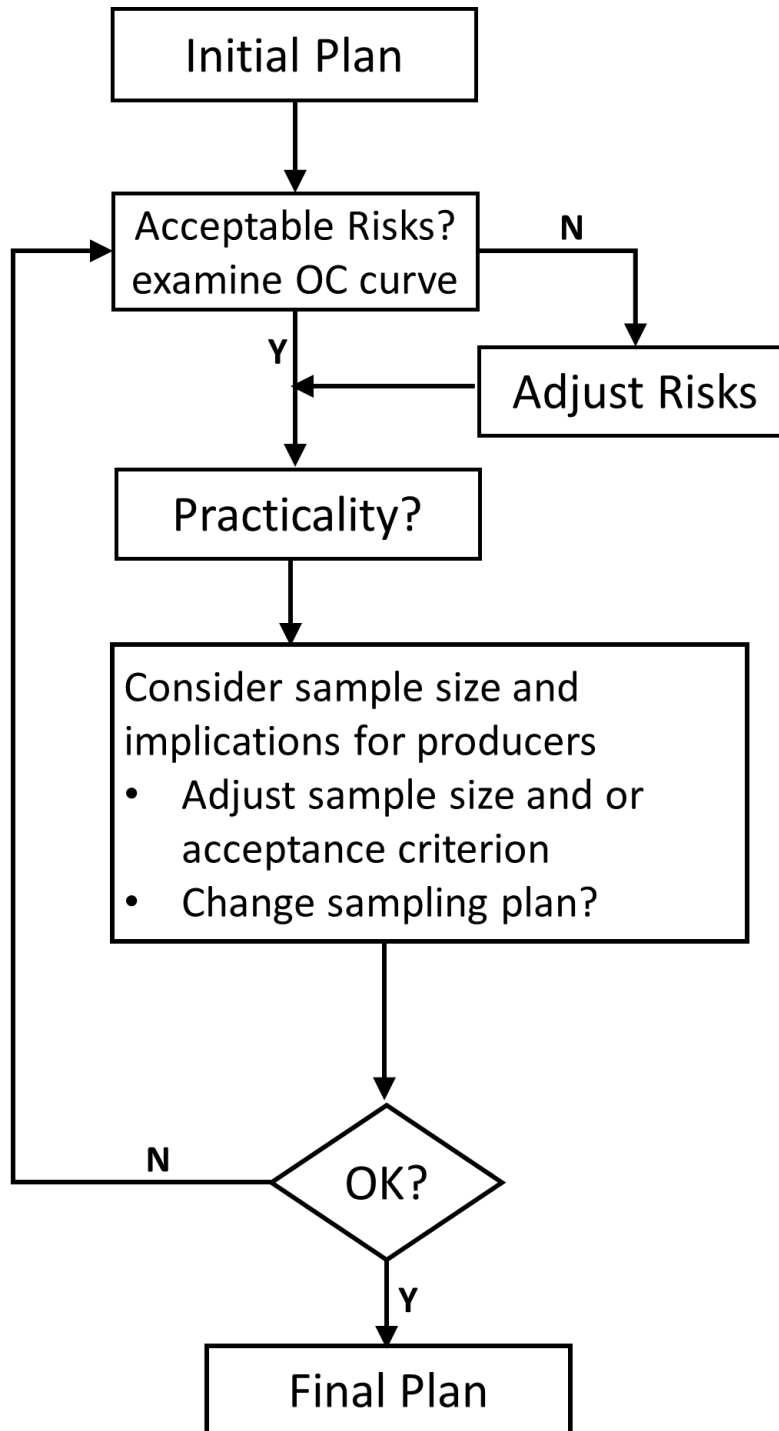 Initial Plan
Acceptable Risks?
examine OC curve
N
Y
Adjust Risks
Practicality?
Consider sample size and
implications for producers
• Adjust sample size and or
acceptance criterion
• Change sampling plan?
N
OK?
Y
Final Plan